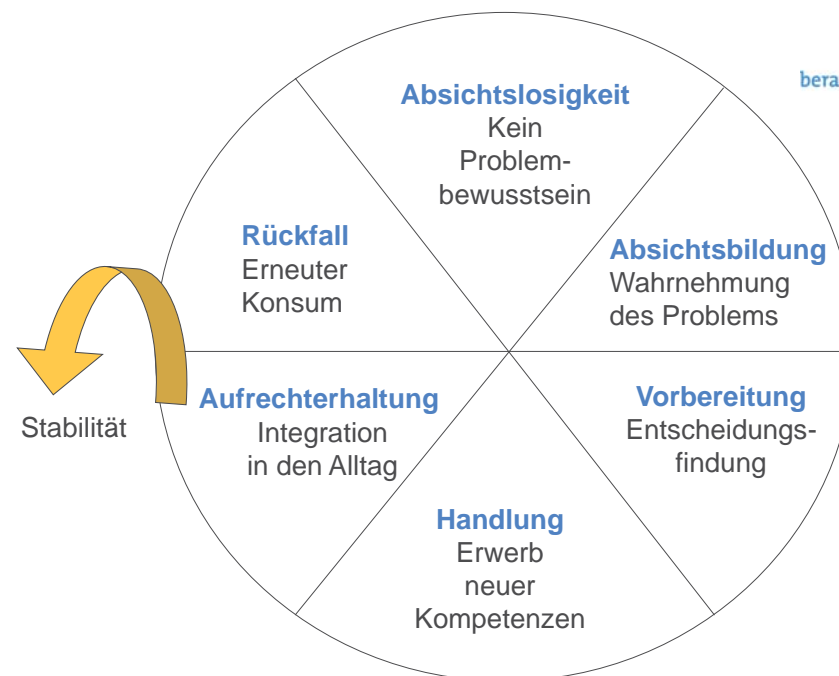 bera
Absichtslosigkeit
Kein
Problem-
bewusstsein
Absichtsbildung
Wahrnehmung
des Problems
Vorbereitung
Entscheidungs-
findung
Handlung
Erwerb
neuer
Kompetenzen
Aufrechterhaltung
Integration
in den Alltag
Stabilität
Rückfall
Erneuter
Konsum